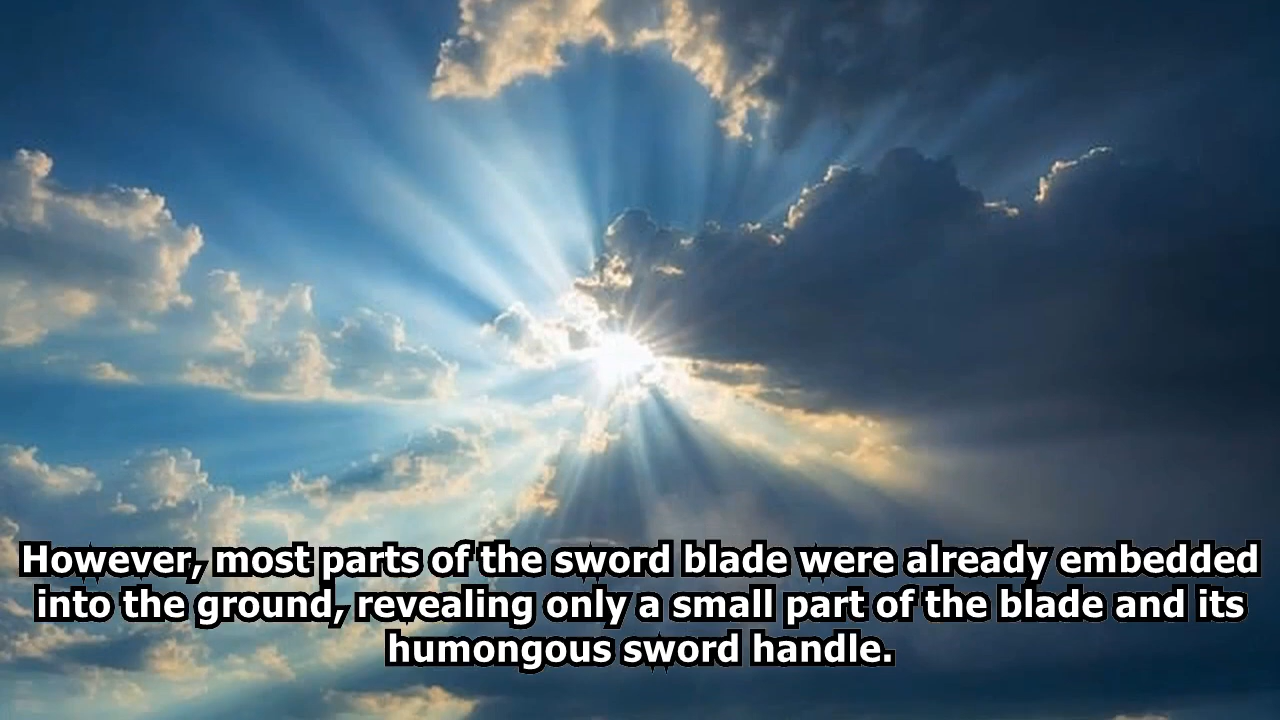 However, most parts of the sword blade were already embedded
into the ground, revealing only a small part of the blade and its
humongous sword handle.